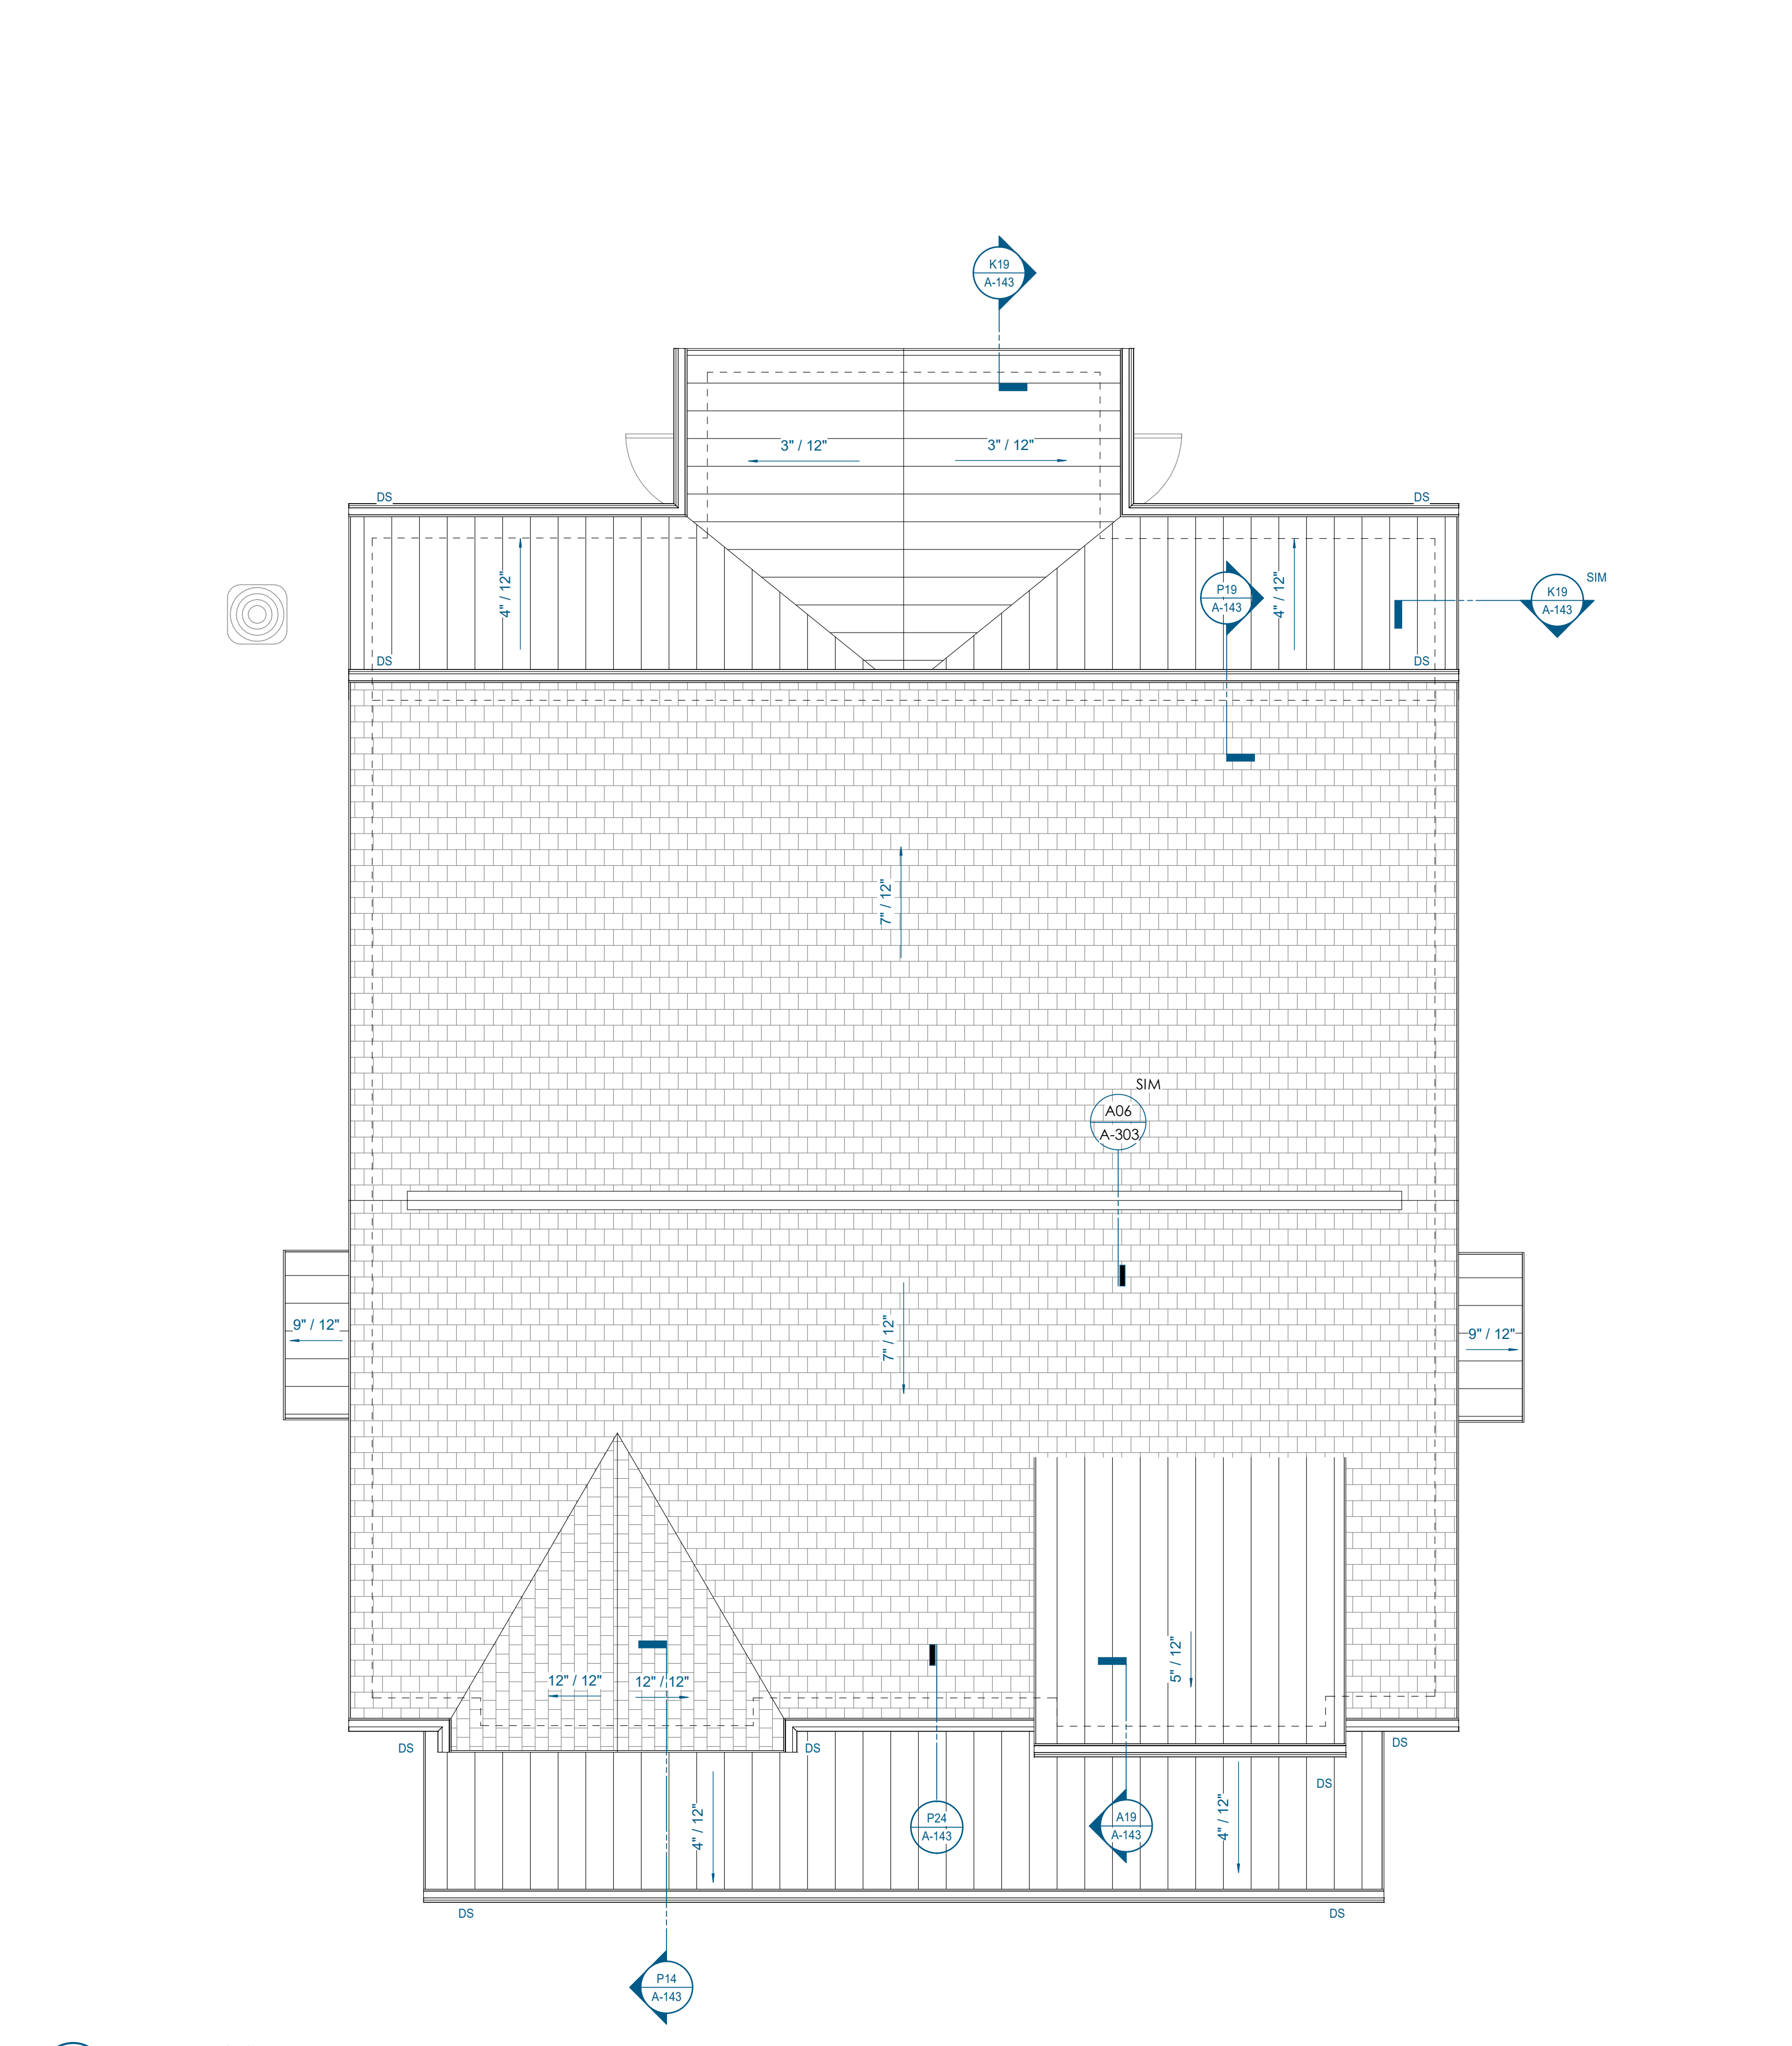 K19
A-143
3" / 12"
3" / 12"
DS
DS
4" / 12"
P19
A-143
4" / 12"
SIM
K19
A-143
DS
DS
7" / 12"
SIM
A06
A-303
9" / 12"
7" / 12"
9" / 12"
5" / 12"
12" / 12"
12" / 12"
DS
DS
DS
DS
4" / 12"
P24
A-143
A19
A-143
4" / 12"
DS
DS
P14
A-143